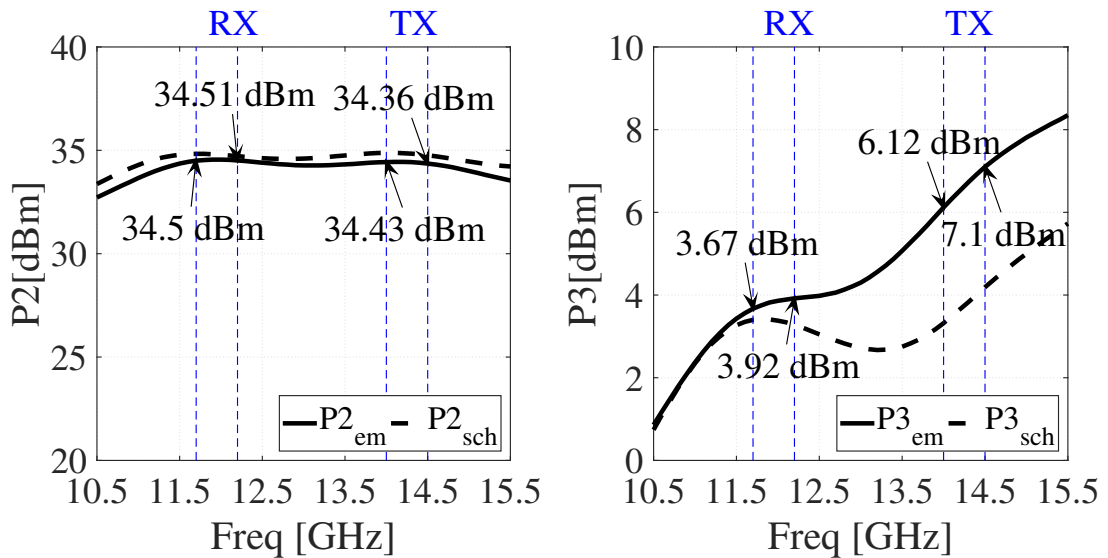 RX TX
40
35
30
25
20
P2[dBm]
34.51 dBm
34.36 dBm
34.5 dBm
34.43 dBm
P2em P2sch
10.5 11.5 12.5 13.5 14.5 15.5
Freq [GHz]
RX TX
10
8
6
4
2
0
P3[dBm]
6.12 dBm
3.67 dBm
7.1 dBm
3.92 dBm
P3em P3sch
10.5 11.5 12.5 13.5 14.5 15.5
Freq [GHz]